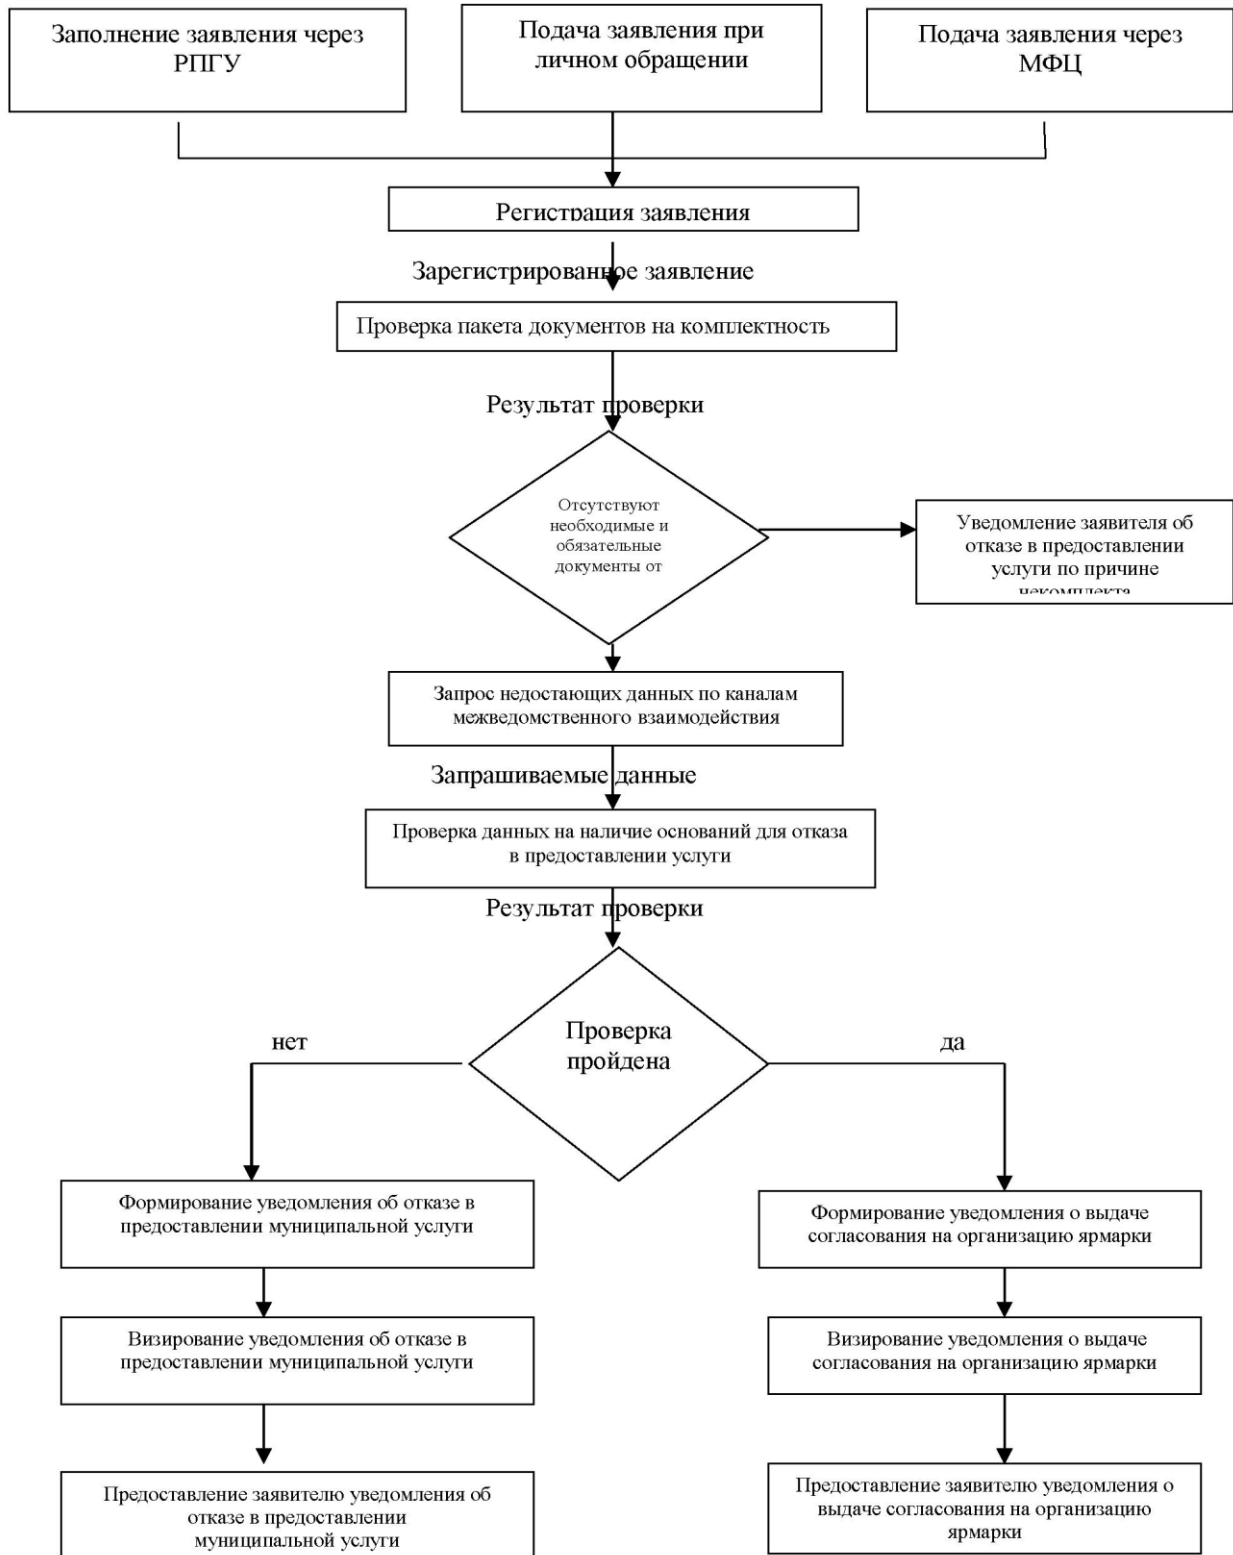 Заполнение заявления через
РПГУ
Подача заявления при
личном обращении
Подача заявления через
МФЦ
Регистрация заявления
Зарегистрированное заявление
Проверка пакета документов на комплектность
Результат проверки
Отсутствуют
необходимые и
обязательные
документы от
Уведомление заявителя об
отказе в предоставлении
услуги по причине
некомплекта
Запрос недостающих данных по каналам
межведомственного взаимодействия
Запрашиваемые данные
Проверка данных на наличие оснований для отказа
в предоставлении услуги
Результат проверки
Проверка
пройдена
нет
да
Формирование уведомления об отказе в
предоставлении муниципальной услуги
Формирование уведомления о выдаче
согласования на организацию ярмарки
Визирование уведомления об отказе в
предоставлении муниципальной услуги
Визирование уведомления о выдаче
согласования на организацию ярмарки
Предоставление заявителю уведомления об
отказе в предоставлении
муниципальной услуги
Предоставление заявителю уведомления о
выдаче согласования на организацию
ярмарки